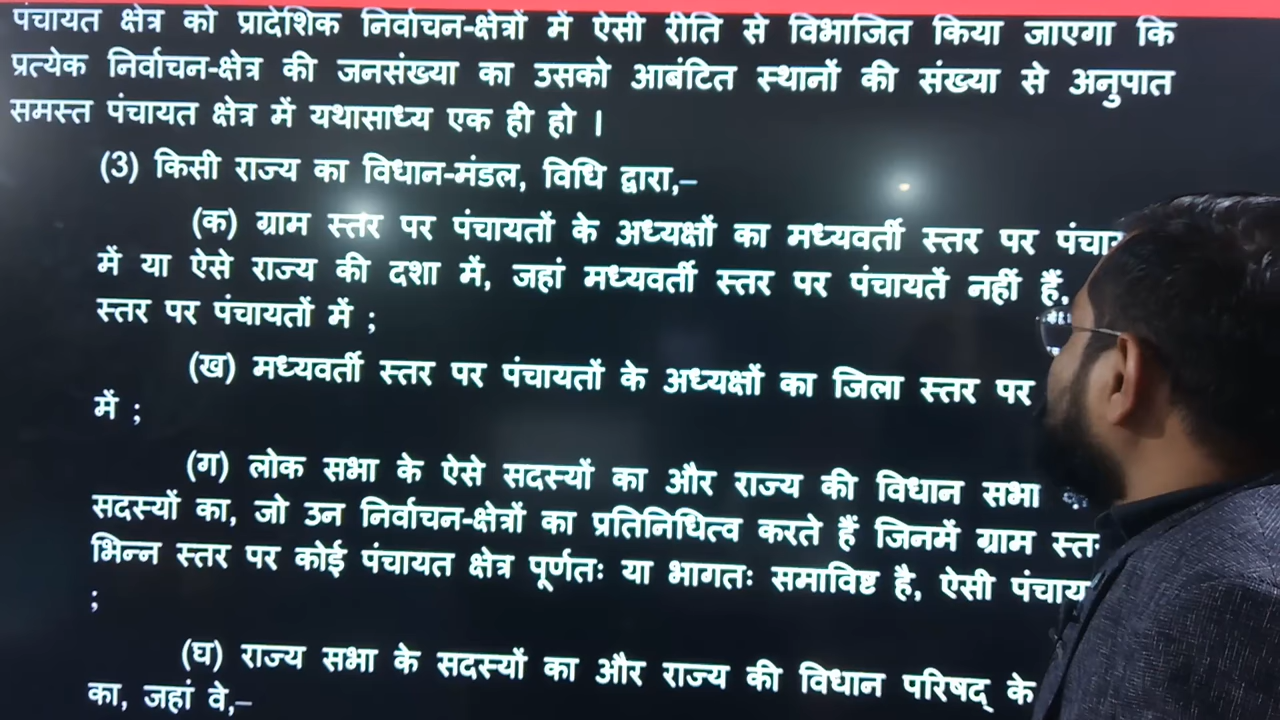 पंचायत क्षेत्र को प्रादेशिक निर्वाचन-क्षेत्रों में ऐसी रीति से विभाजित किया जाएगा कि
प्रत्येक निर्वाचन-क्षेत्र की जनसंख्या का उसको आबंटित स्थानों की संख्या से अनुपात
समस्त पंचायत क्षेत्र में यथासाध्य एक ही हो ।
(3) किसी राज्य का विधान-मंडल, विधि द्वारा,–
(क) ग्राम स्तर पर पंचायतों के अध्यक्षों का मध्यवर्ती स्तर पर
में या ऐसे राज्य की दशा में, जहां मध्यवर्ती स्तर पर पंचायतें नहीं हैं,
स्तर पर पंचायतों में ;
(ख) मध्यवर्ती स्तर पर पंचायतों के अध्यक्षों का जिला स्तर पर
में ;
(ग) लोक सभा के ऐसे सदस्यों का और राज्य की विधान सभा
सदस्यों का, जो उन निर्वाचन-क्षेत्रों का प्रतिनिधित्व करते हैं जिनमें ग्राम
भिन्न स्तर पर कोई पंचायत क्षेत्र पूर्णतः या भागतः समाविष्ट है, ऐसी
;
(घ) राज्य सभा के सदस्यों का और राज्य की विधान परिषद् के
का, जहां वे,–